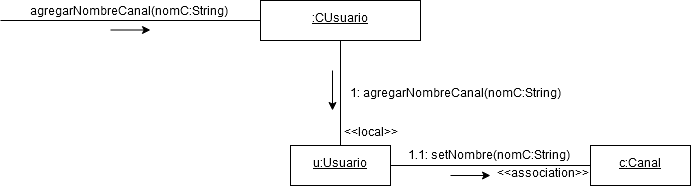 agregarNombreCanal(nomC:String)
:CUsuario
1: agregarNombreCanal(nomC:String)
<<local>>
u:Usuario
1.1: setNombre(nomC:String)
<<association>>
c:Canal